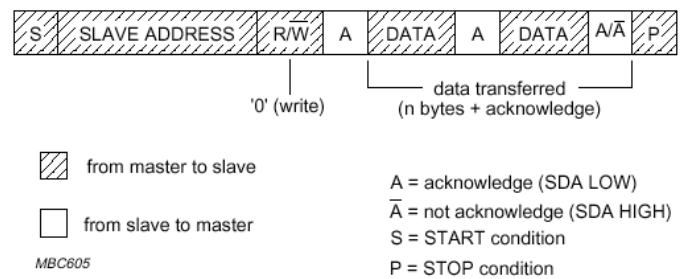 S SLAVE ADDRESS R/W̅ A DATA A DATA A/A̅ P
data transferred
'0' (write)
(n bytes + acknowledge)
from master to slave
from slave to master
A = acknowledge (SDA LOW)
A̅ = not acknowledge (SDA HIGH)
S = START condition
P = STOP condition
MBC605